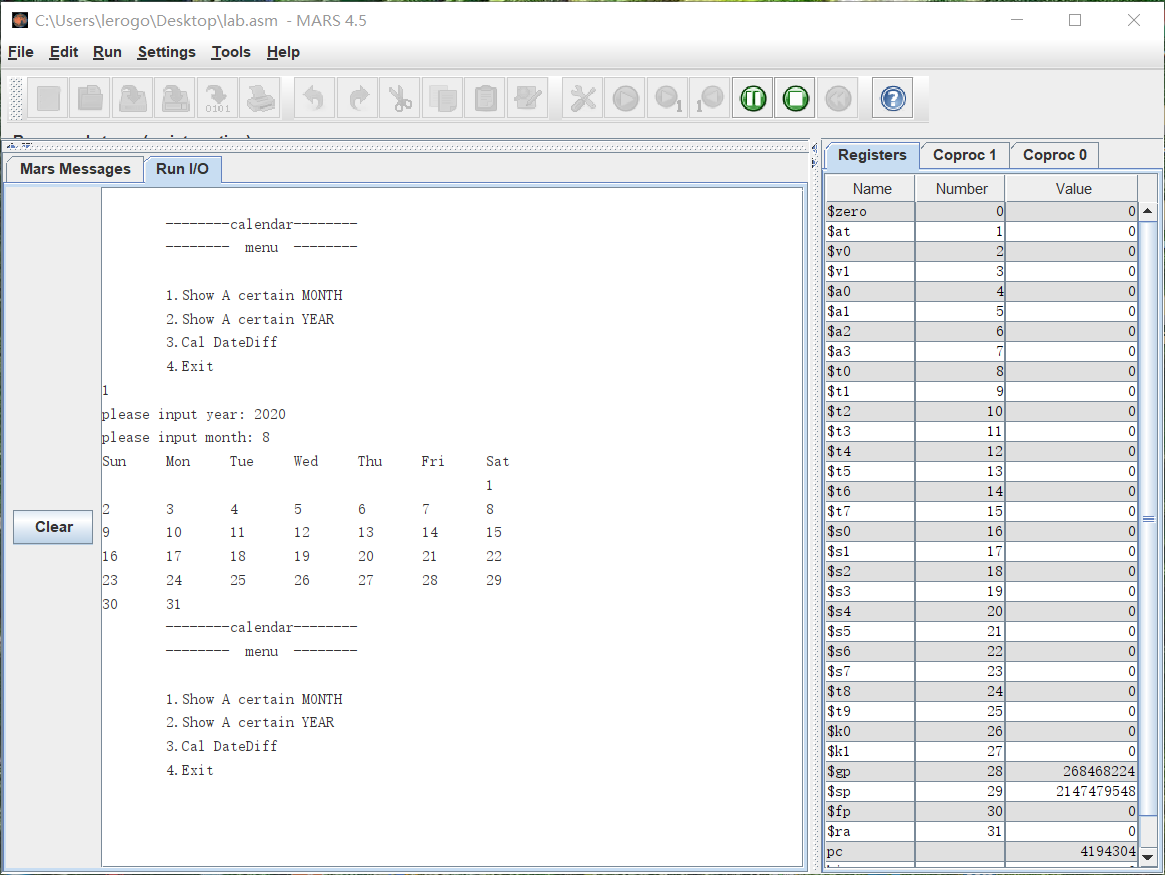 C:\Users\lerogo\Desktop\lab.asm - MARS 4.5
File Edit Run Settings Tools Help
0101
1
1
Mars Messages Run I/O
--------calendar--------
-------- menu --------
1.Show A certain MONTH
2.Show A certain YEAR
3.Cal DateDiff
4.Exit
1
please input year: 2020
please input month: 8
Sun Mon Tue Wed Thu Fri Sat
1
2 3 4 5 6 7 8
9 10 11 12 13 14 15
16 17 18 19 20 21 22
23 24 25 26 27 28 29
30 31
--------calendar--------
-------- menu --------
1.Show A certain MONTH
2.Show A certain YEAR
3.Cal DateDiff
4.Exit
Clear
Registers Coproc 1 Coproc 0
Name Number Value
$zero 0 0
$at 1 0
$v0 2 0
$v1 3 0
$a0 4 0
$a1 5 0
$a2 6 0
$a3 7 0
$t0 8 0
$t1 9 0
$t2 10 0
$t3 11 0
$t4 12 0
$t5 13 0
$t6 14 0
$t7 15 0
$s0 16 0
$s1 17 0
$s2 18 0
$s3 19 0
$s4 20 0
$s5 21 0
$s6 22 0
$s7 23 0
$t8 24 0
$t9 25 0
$k0 26 0
$k1 27 0
$gp 28 268468224
$sp 29 2147479548
$fp 30 0
$ra 31 0
pc 4194304